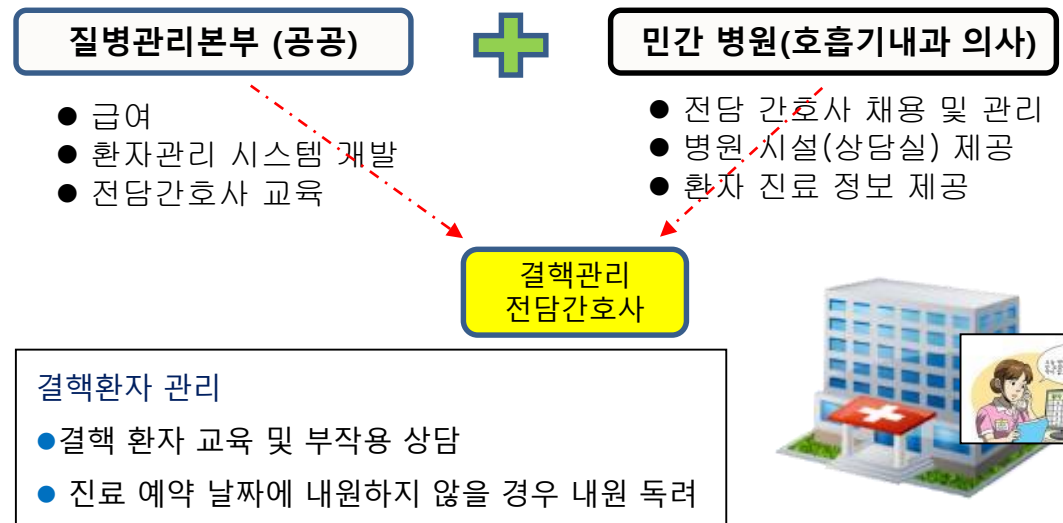 질병관리본부 (공공)
민간 병원(호흡기내과 의사)
● 급여
● 환자관리 시스템 개발
● 전담간호사 교육
● 전담 간호사 채용 및 관리
● 병원 시설(상담실) 제공
● 환자 진료 정보 제공
결핵관리
전담간호사
결핵환자 관리
●결핵 환자 교육 및 부작용 상담
● 진료 예약 날짜에 내원하지 않을 경우 내원 독려